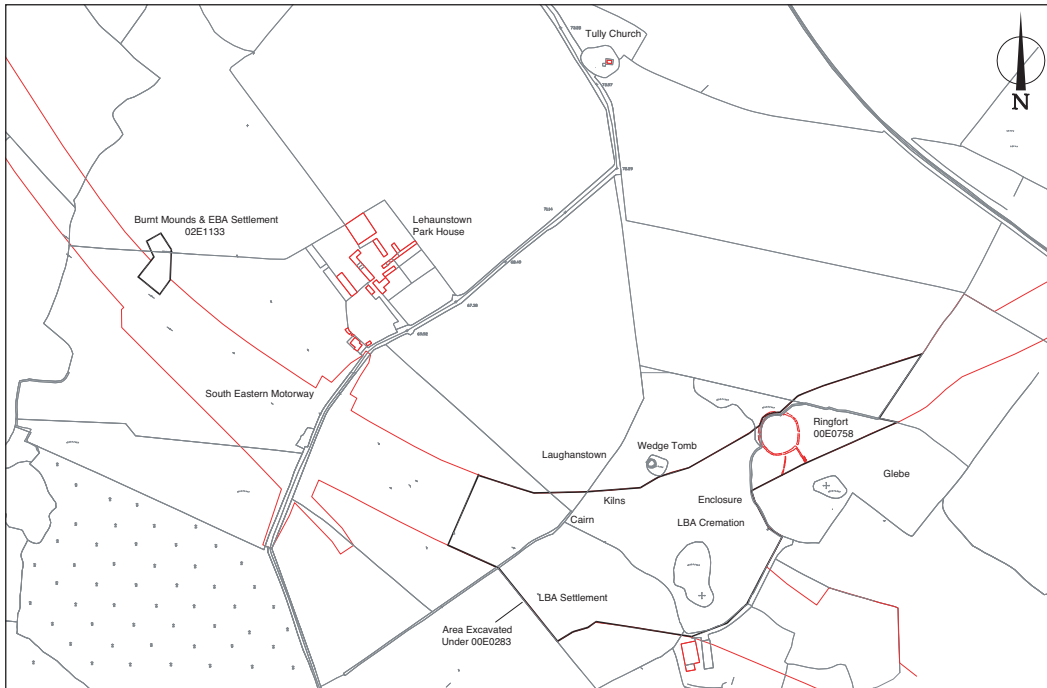 Tully Church
N
Burnt Mounds & EBA Settlement
02E1133
Lehaunstown
Park House
South Eastern Motorway
Ringfort
00E0758
Wedge Tomb
Laughanstown
Glebe
Kilns
Enclosure
Cairn
LBA Cremation
LBA Settlement
Area Excavated
Under 00E0283